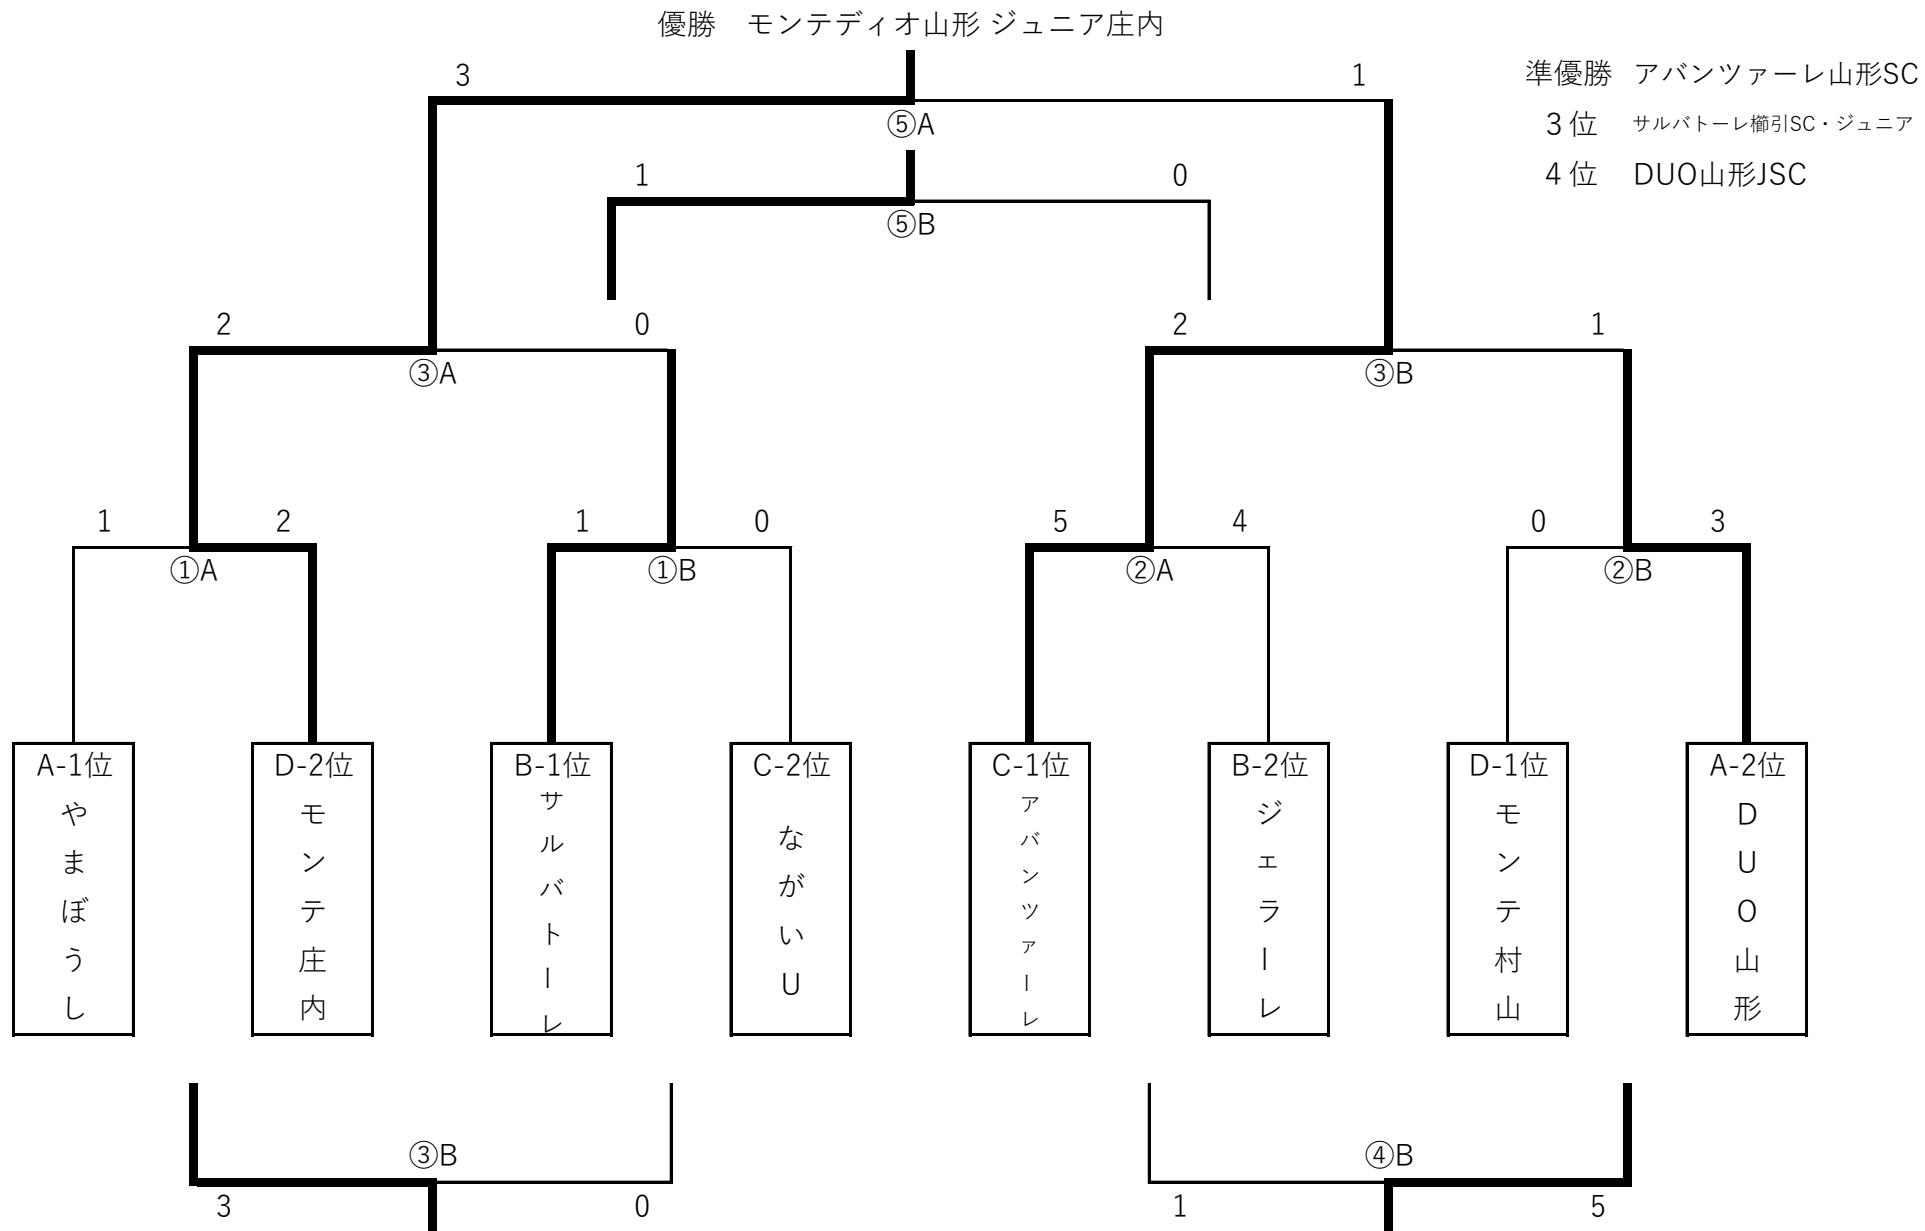 優勝　モンテディオ山形 ジュニア庄内
3
1
準優勝　アバンツァーレ山形SC
⑤A
３位　サルバトーレ櫛引SC・ジュニア
1
0
４位　DUO山形JSC
⑤B
2
0
2
1
③A
③B
1
2
1
0
5
4
0
3
①A
①B
②A
②B
A-1位
やまぼうし
D-2位
モンテ庄内
B-1位
サルバトーレ
C-2位
ながいU
C-1位
アバンツァーレ
B-2位
ジェラーレ
D-1位
モンテ村山
A-2位
DUO山形
③B
④B
3
0
1
5